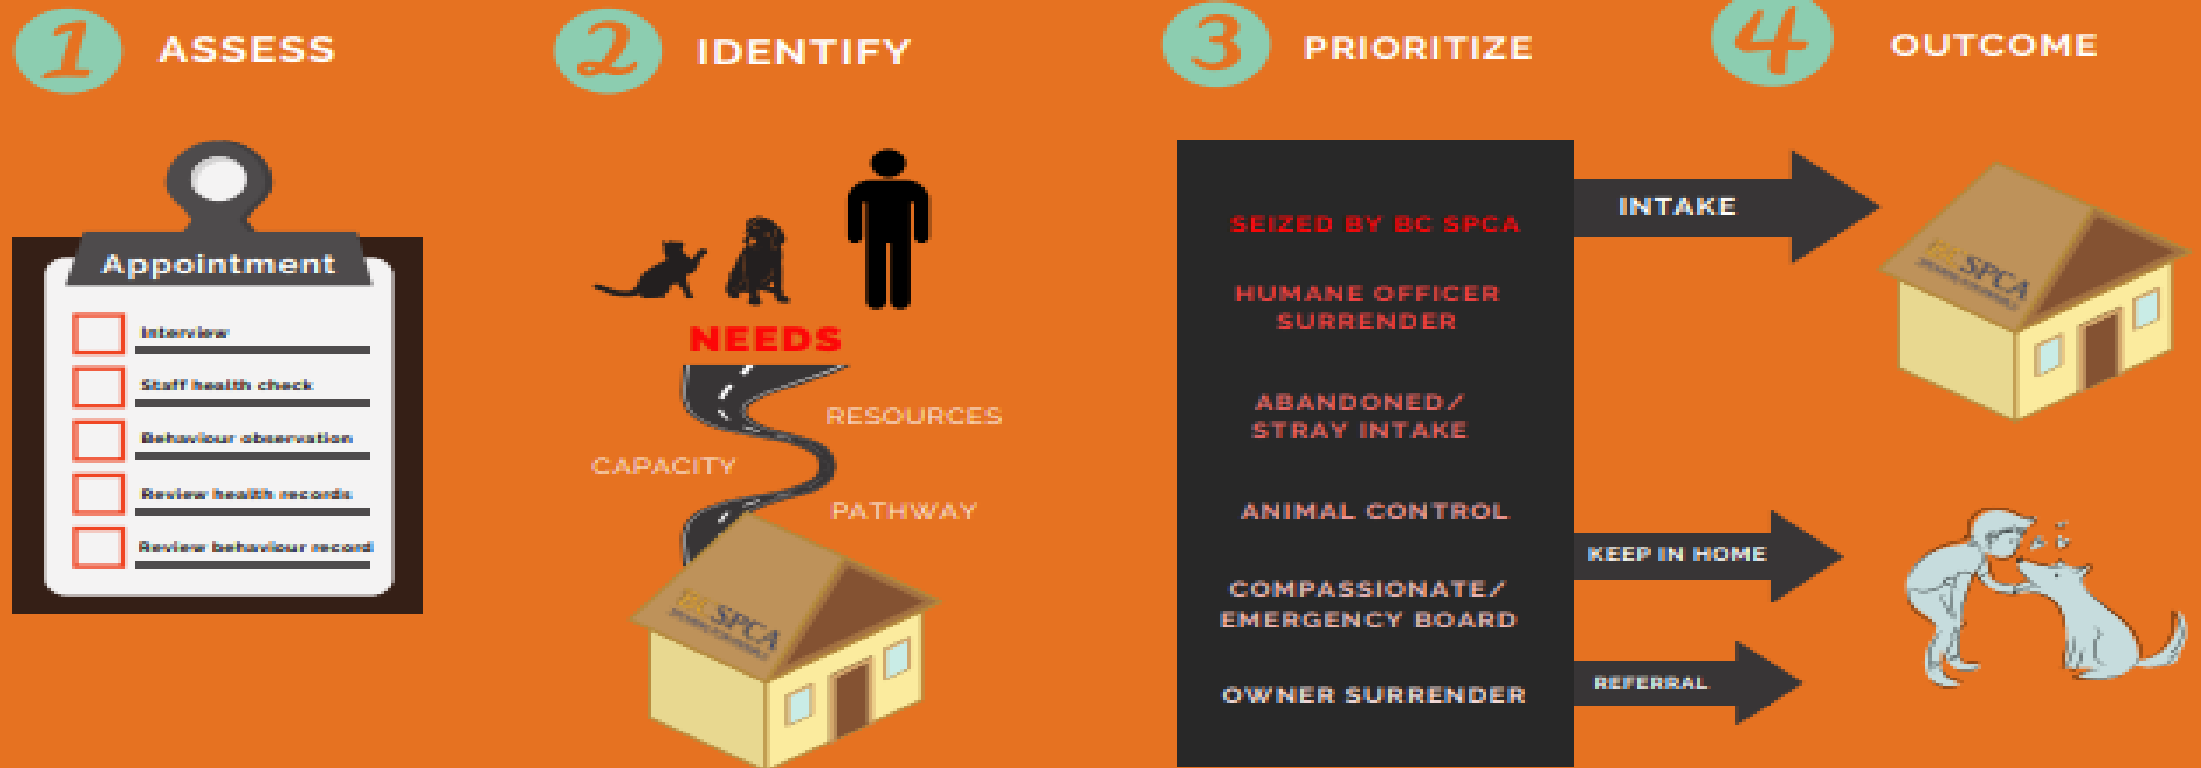 1 ASSESS
Appointment
Interview
Staff health check
Behaviour observation
Review health records
Review behaviour record
2 IDENTIFY
NEEDS
RESOURCES
CAPACITY
PATHWAY
BC SPCA
3 PRIORITIZE
SEIZED BY BC SPCA
HUMANE OFFICER
SURRENDER
ABANDONED/
STRAY INTAKE
ANIMAL CONTROL
COMPASSIONATE/
EMERGENCY BOARD
OWNER SURRENDER
4 OUTCOME
INTAKE
BC SPCA
KEEP IN HOME
REFERRAL